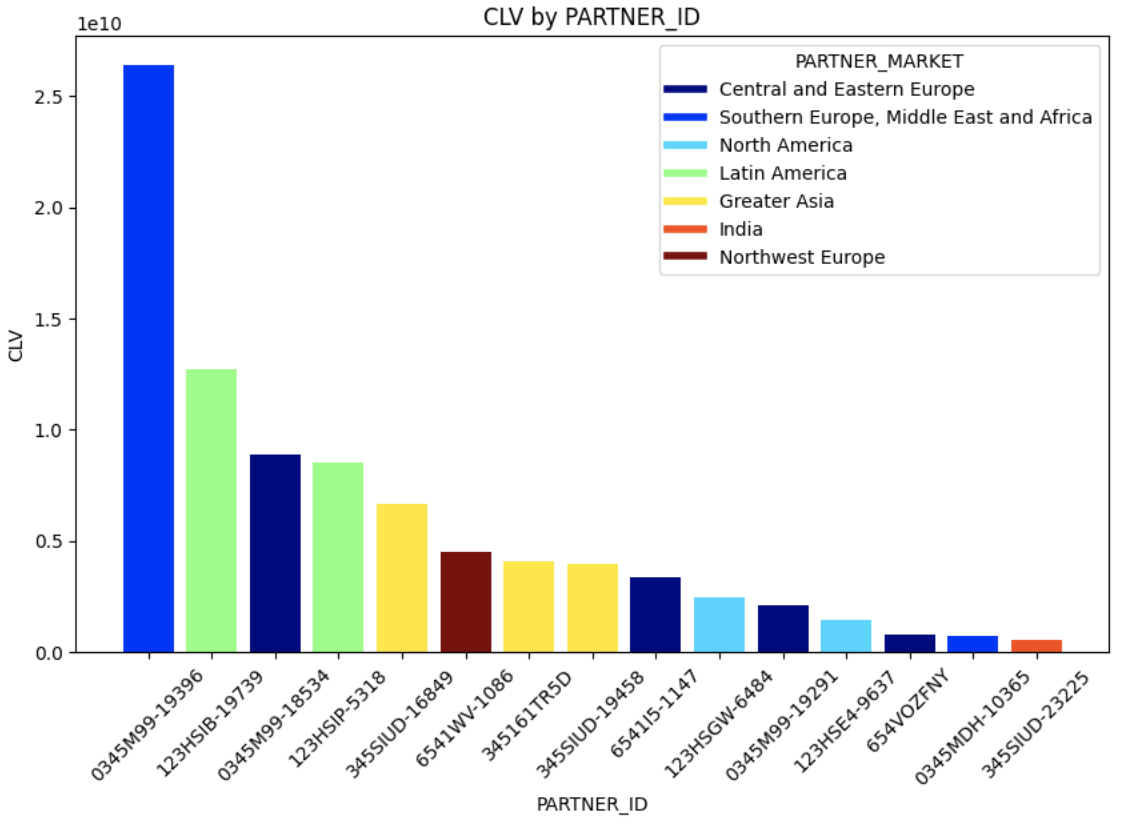 CLV by PARTNER_ID
1e10
PARTNER_MARKET
Central and Eastern Europe
Southern Europe, Middle East and Africa
North America
Latin America
Greater Asia
India
Northwest Europe
2.5
2.0
1.5
1.0
0.5
0.0
CLV
0345M99-19396
123HSIB-19739
0345M99-18534
123HSIP-5318
345SIUD-16849
6541WV-1086
345161TR5D
345SIUD-19458
6541I5-1147
123HSGW-6484
0345M99-19291
123HSE4-9637
654VOZFNY
0345MDH-10365
345SIUD-23225
PARTNER_ID